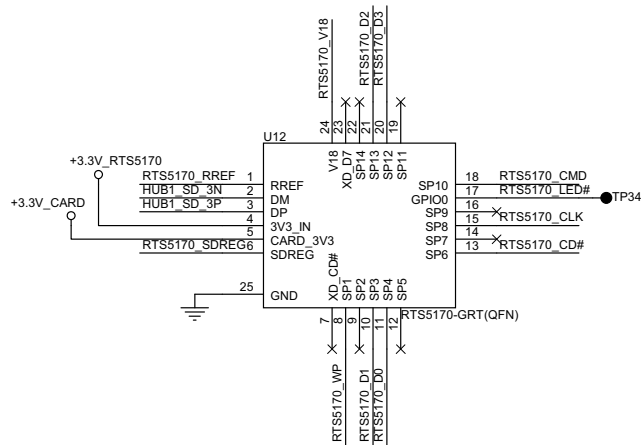 RTS5170_V18
RTS5170_D2
RTS5170_D3
24
23
22
21
20
19
U12
V18
XD_D7
SP14
SP13
SP12
SP11
+3.3V_RTS5170
+3.3V_CARD
RTS5170_RREF 1 RREF
HUB1_SD_3N 2 DM
HUB1_SD_3P 3 DP
4 3V3_IN
5 CARD_3V3
RTS5170_SDREG 6 SDREG
25 GND
SP10 18 RTS5170_CMD
GPIO0 17 RTS5170_LED# TP34
SP9 16
SP8 15 RTS5170_CLK
SP7 14
SP6 13 RTS5170_CD#
XD_CD#
SP1
SP2
SP3
SP4
SP5
RTS5170-GRT(QFN)
7
8
9
10
11
12
RTS5170_WP
RTS5170_D1
RTS5170_D0